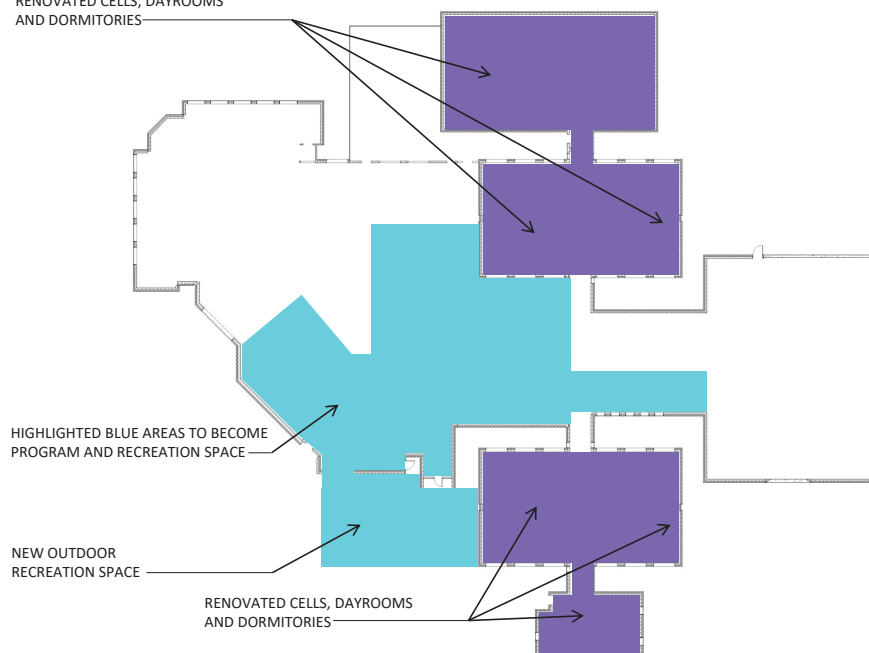 RENOVATED CELLS, DAYROOMS
AND DORMITORIES
HIGHLIGHTED BLUE AREAS TO BECOME
PROGRAM AND RECREATION SPACE
NEW OUTDOOR
RECREATION SPACE
RENOVATED CELLS, DAYROOMS
AND DORMITORIES